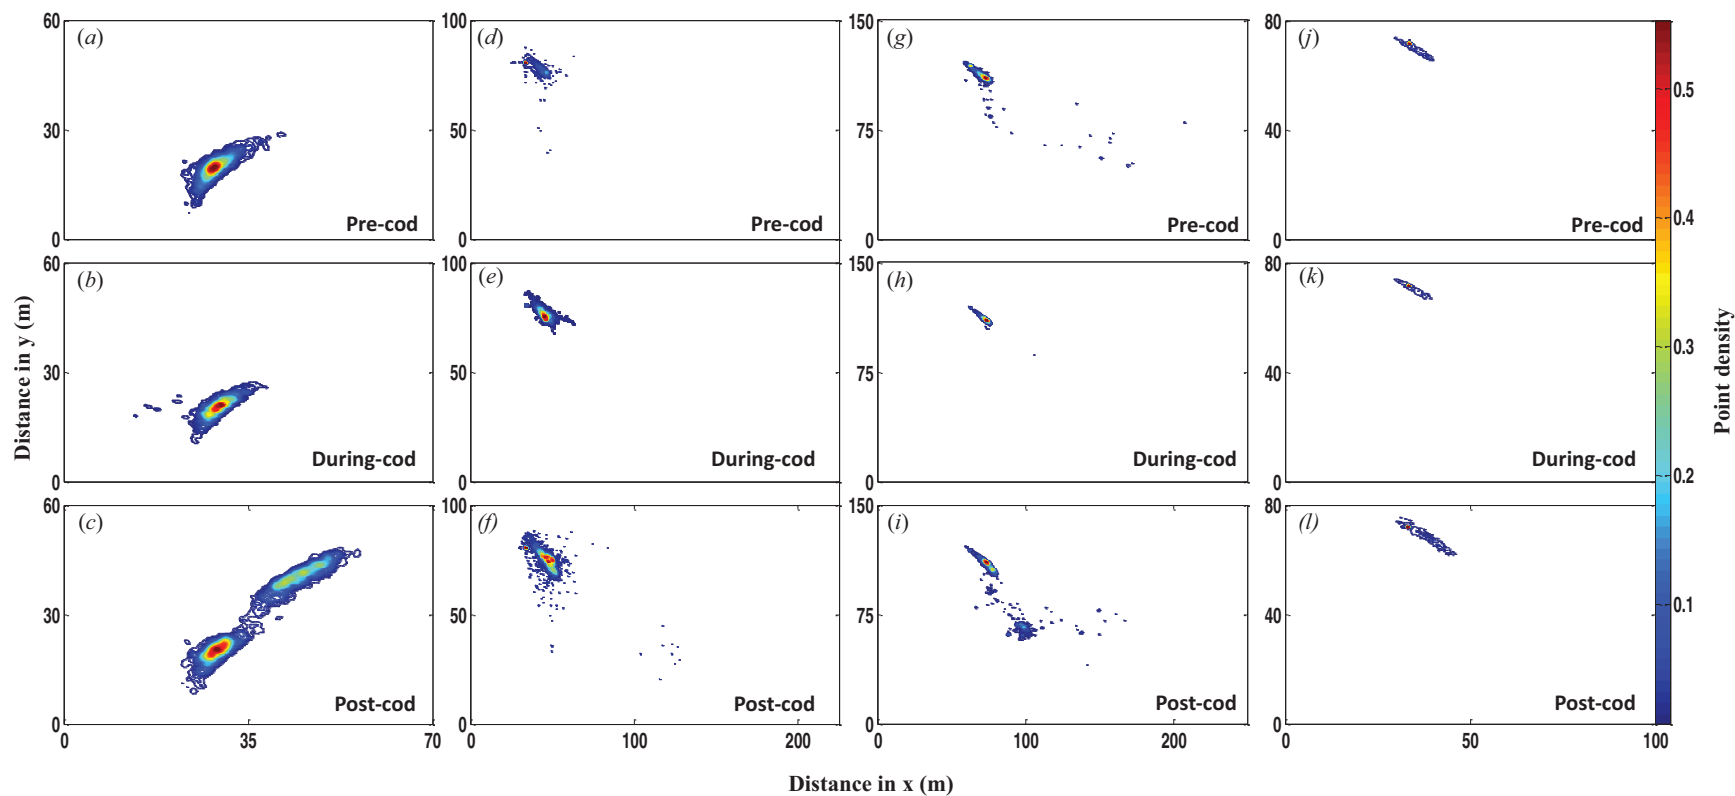 (a) (d) (g) (j)
60 100 150 80
30 50 75 40
0 0 0 0
Pre-cod Pre-cod Pre-cod Pre-cod
(b) (e) (h) (k)
60 100 150 80
30 50 75 40
0 0 0 0
During-cod During-cod During-cod During-cod
(c) (f) (i) (l)
60 100 150 80
30 50 75 40
0 0 0 0
Post-cod Post-cod Post-cod Post-cod
0 35 70 0 100 200 0 100 200 0 50 100
Distance in y (m)
Distance in x (m)
0.5
0.4
0.3
0.2
0.1
Point density